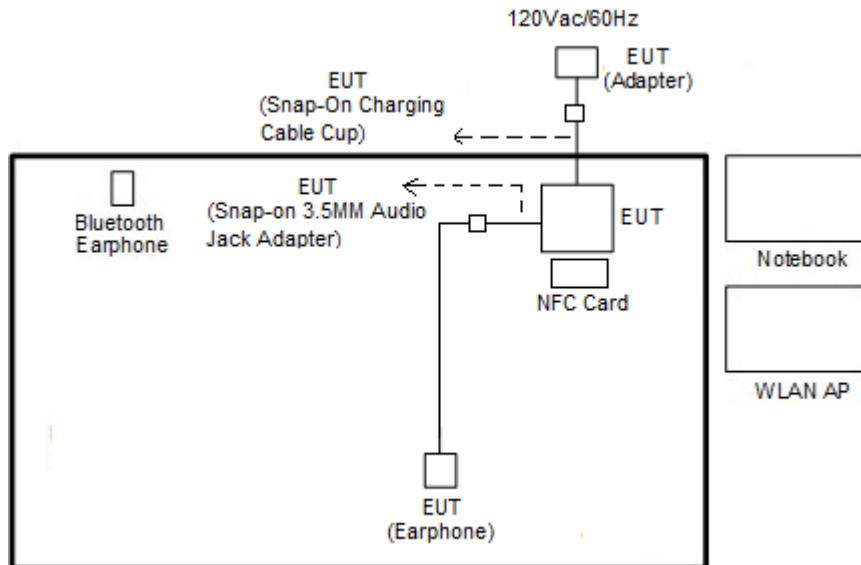 120Vac/60Hz
EUT
(Adapter)
EUT
(Snap-On Charging
Cable Cup)
EUT
(Snap-on 3.5MM Audio
Jack Adapter)
Bluetooth
Earphone
EUT
NFC Card
Notebook
WLAN AP
EUT
(Earphone)